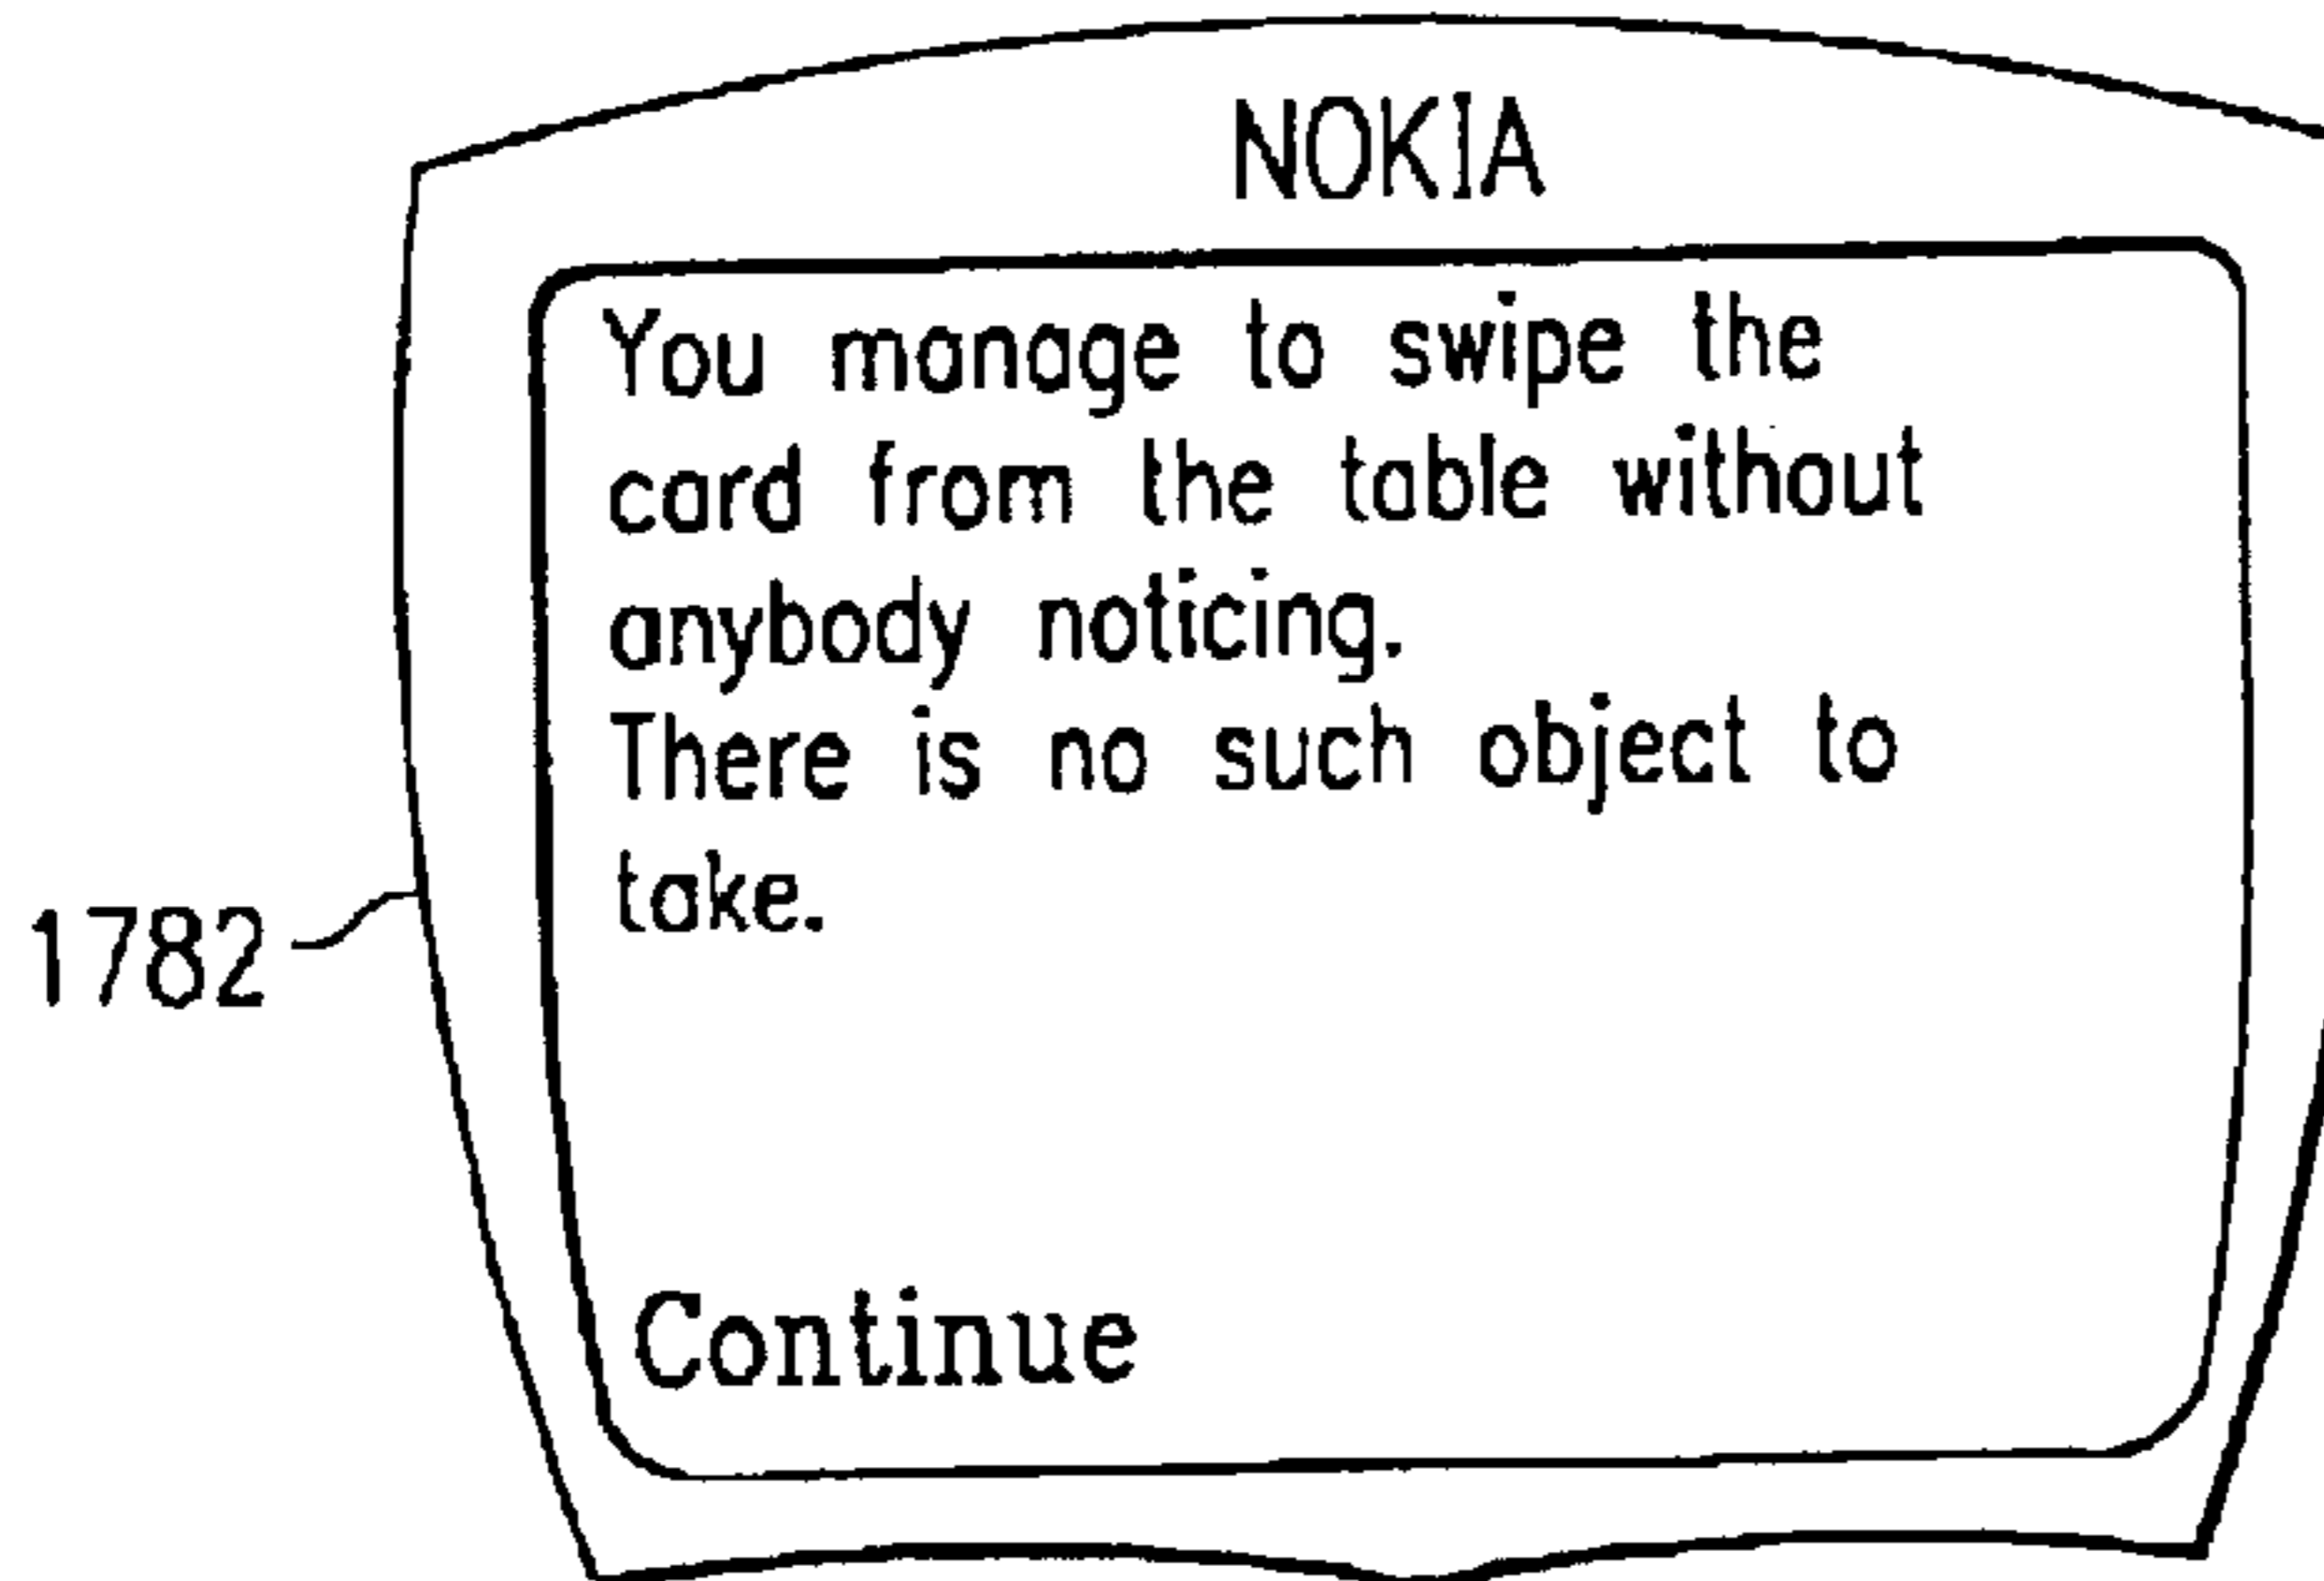 NOKIA
You manage to swipe the
card from the table without
anybody noticing.
There is no such object to
take.
1782
Continue